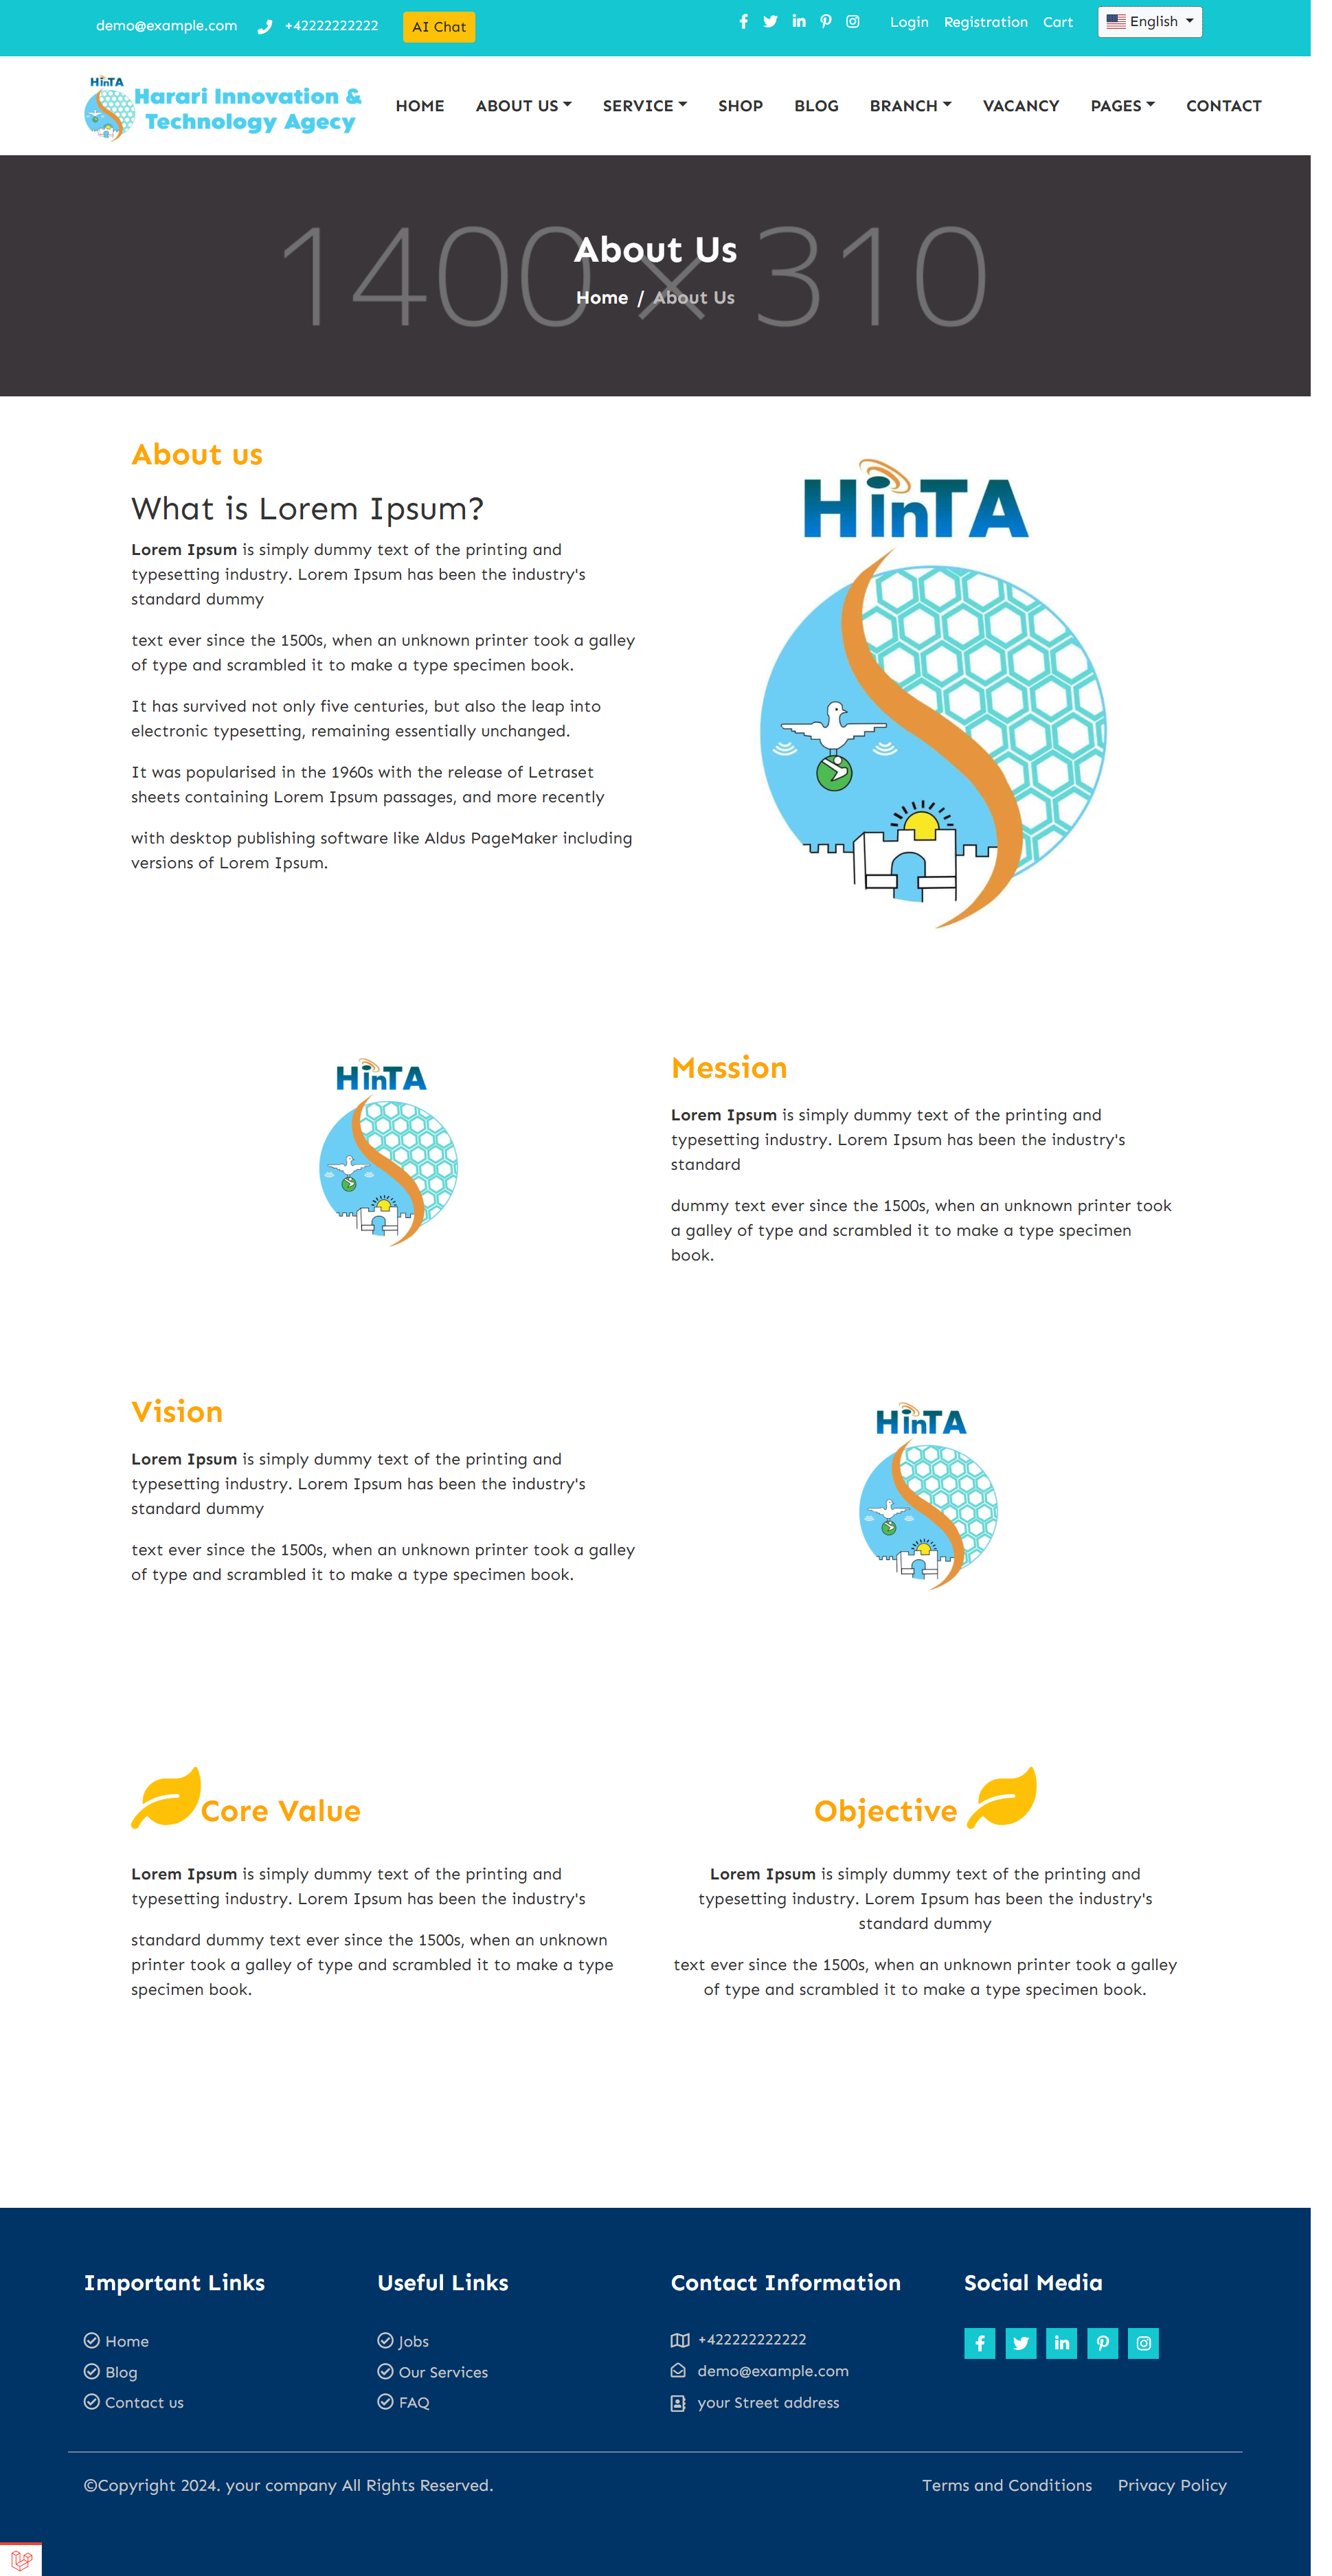 demo@example.com +42222222222 AI Chat Login Registration Cart English
HinTA
Harari Innovation &
Technology Agecy
HOME ABOUT US SERVICE SHOP BLOG BRANCH VACANCY PAGES CONTACT
1400 × 310
About Us
Home / About Us
About us
What is Lorem Ipsum?
Lorem Ipsum is simply dummy text of the printing and
typesetting industry. Lorem Ipsum has been the industry's
standard dummy
text ever since the 1500s, when an unknown printer took a galley
of type and scrambled it to make a type specimen book.
It has survived not only five centuries, but also the leap into
electronic typesetting, remaining essentially unchanged.
It was popularised in the 1960s with the release of Letraset
sheets containing Lorem Ipsum passages, and more recently
with desktop publishing software like Aldus PageMaker including
versions of Lorem Ipsum.
HinTA
HinTA
Mession
Lorem Ipsum is simply dummy text of the printing and
typesetting industry. Lorem Ipsum has been the industry's
standard
dummy text ever since the 1500s, when an unknown printer took
a galley of type and scrambled it to make a type specimen
book.
Vision
Lorem Ipsum is simply dummy text of the printing and
typesetting industry. Lorem Ipsum has been the industry's
standard dummy
text ever since the 1500s, when an unknown printer took a galley
of type and scrambled it to make a type specimen book.
HinTA
Core Value
Lorem Ipsum is simply dummy text of the printing and
typesetting industry. Lorem Ipsum has been the industry's
standard dummy text ever since the 1500s, when an unknown
printer took a galley of type and scrambled it to make a type
specimen book.
Objective
Lorem Ipsum is simply dummy text of the printing and
typesetting industry. Lorem Ipsum has been the industry's
standard dummy
text ever since the 1500s, when an unknown printer took a galley
of type and scrambled it to make a type specimen book.
Important Links
Home
Blog
Contact us
Useful Links
Jobs
Our Services
FAQ
Contact Information
+422222222222
demo@example.com
your Street address
Social Media
©Copyright 2024. your company All Rights Reserved.
Terms and Conditions Privacy Policy